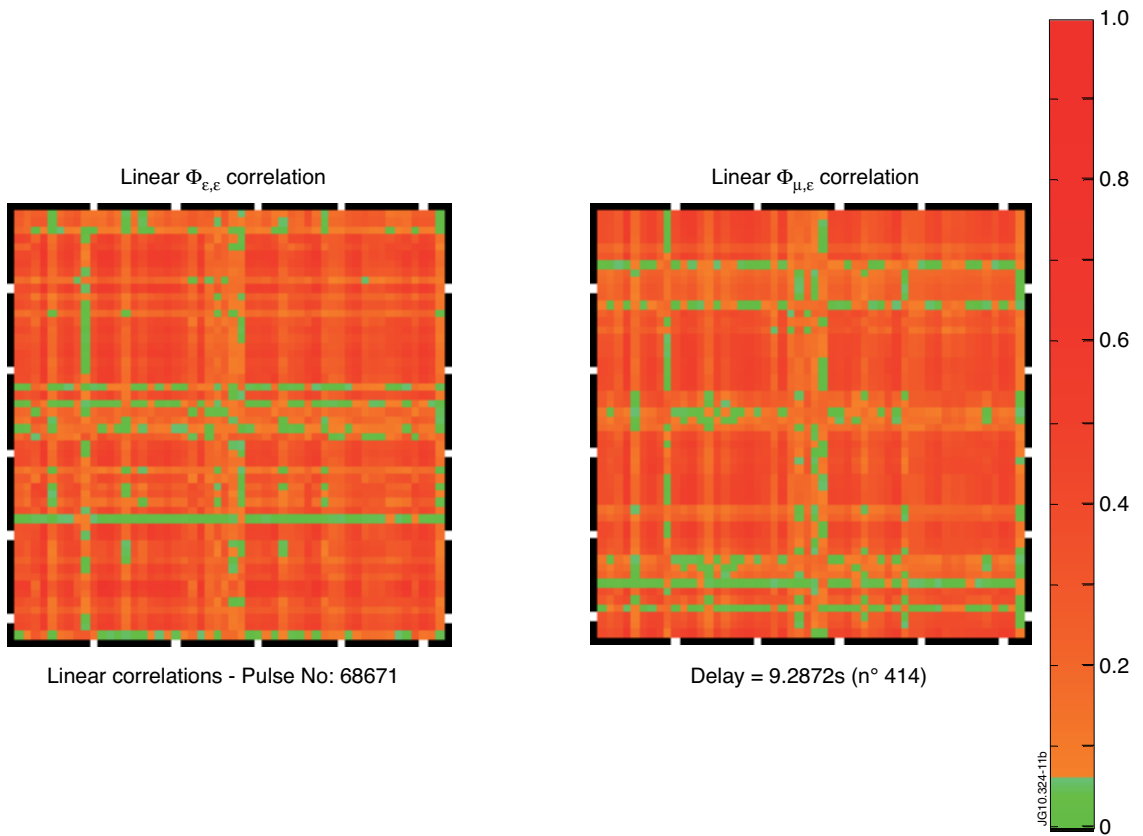 Linear Φε,ε correlation
Linear Φμ,ε correlation
Linear correlations - Pulse No: 68671
Delay = 9.2872s (n° 414)
1.0
0.8
0.6
0.4
0.2
0
JG10.324-11b